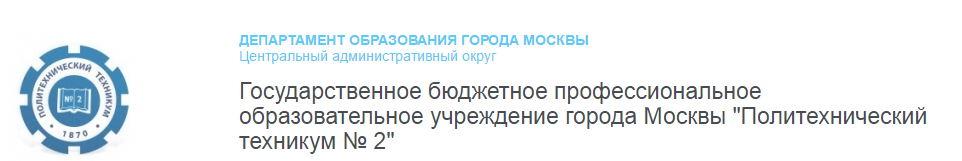 ПОЛИТЕХНИЧЕСКИЙ ТЕХНИКУМ
№ 2
• 1870 •
ДЕПАРТАМЕНТ ОБРАЗОВАНИЯ ГОРОДА МОСКВЫ
Центральный административный округ
Государственное бюджетное профессиональное
образовательное учреждение города Москвы "Политехнический
техникум № 2"